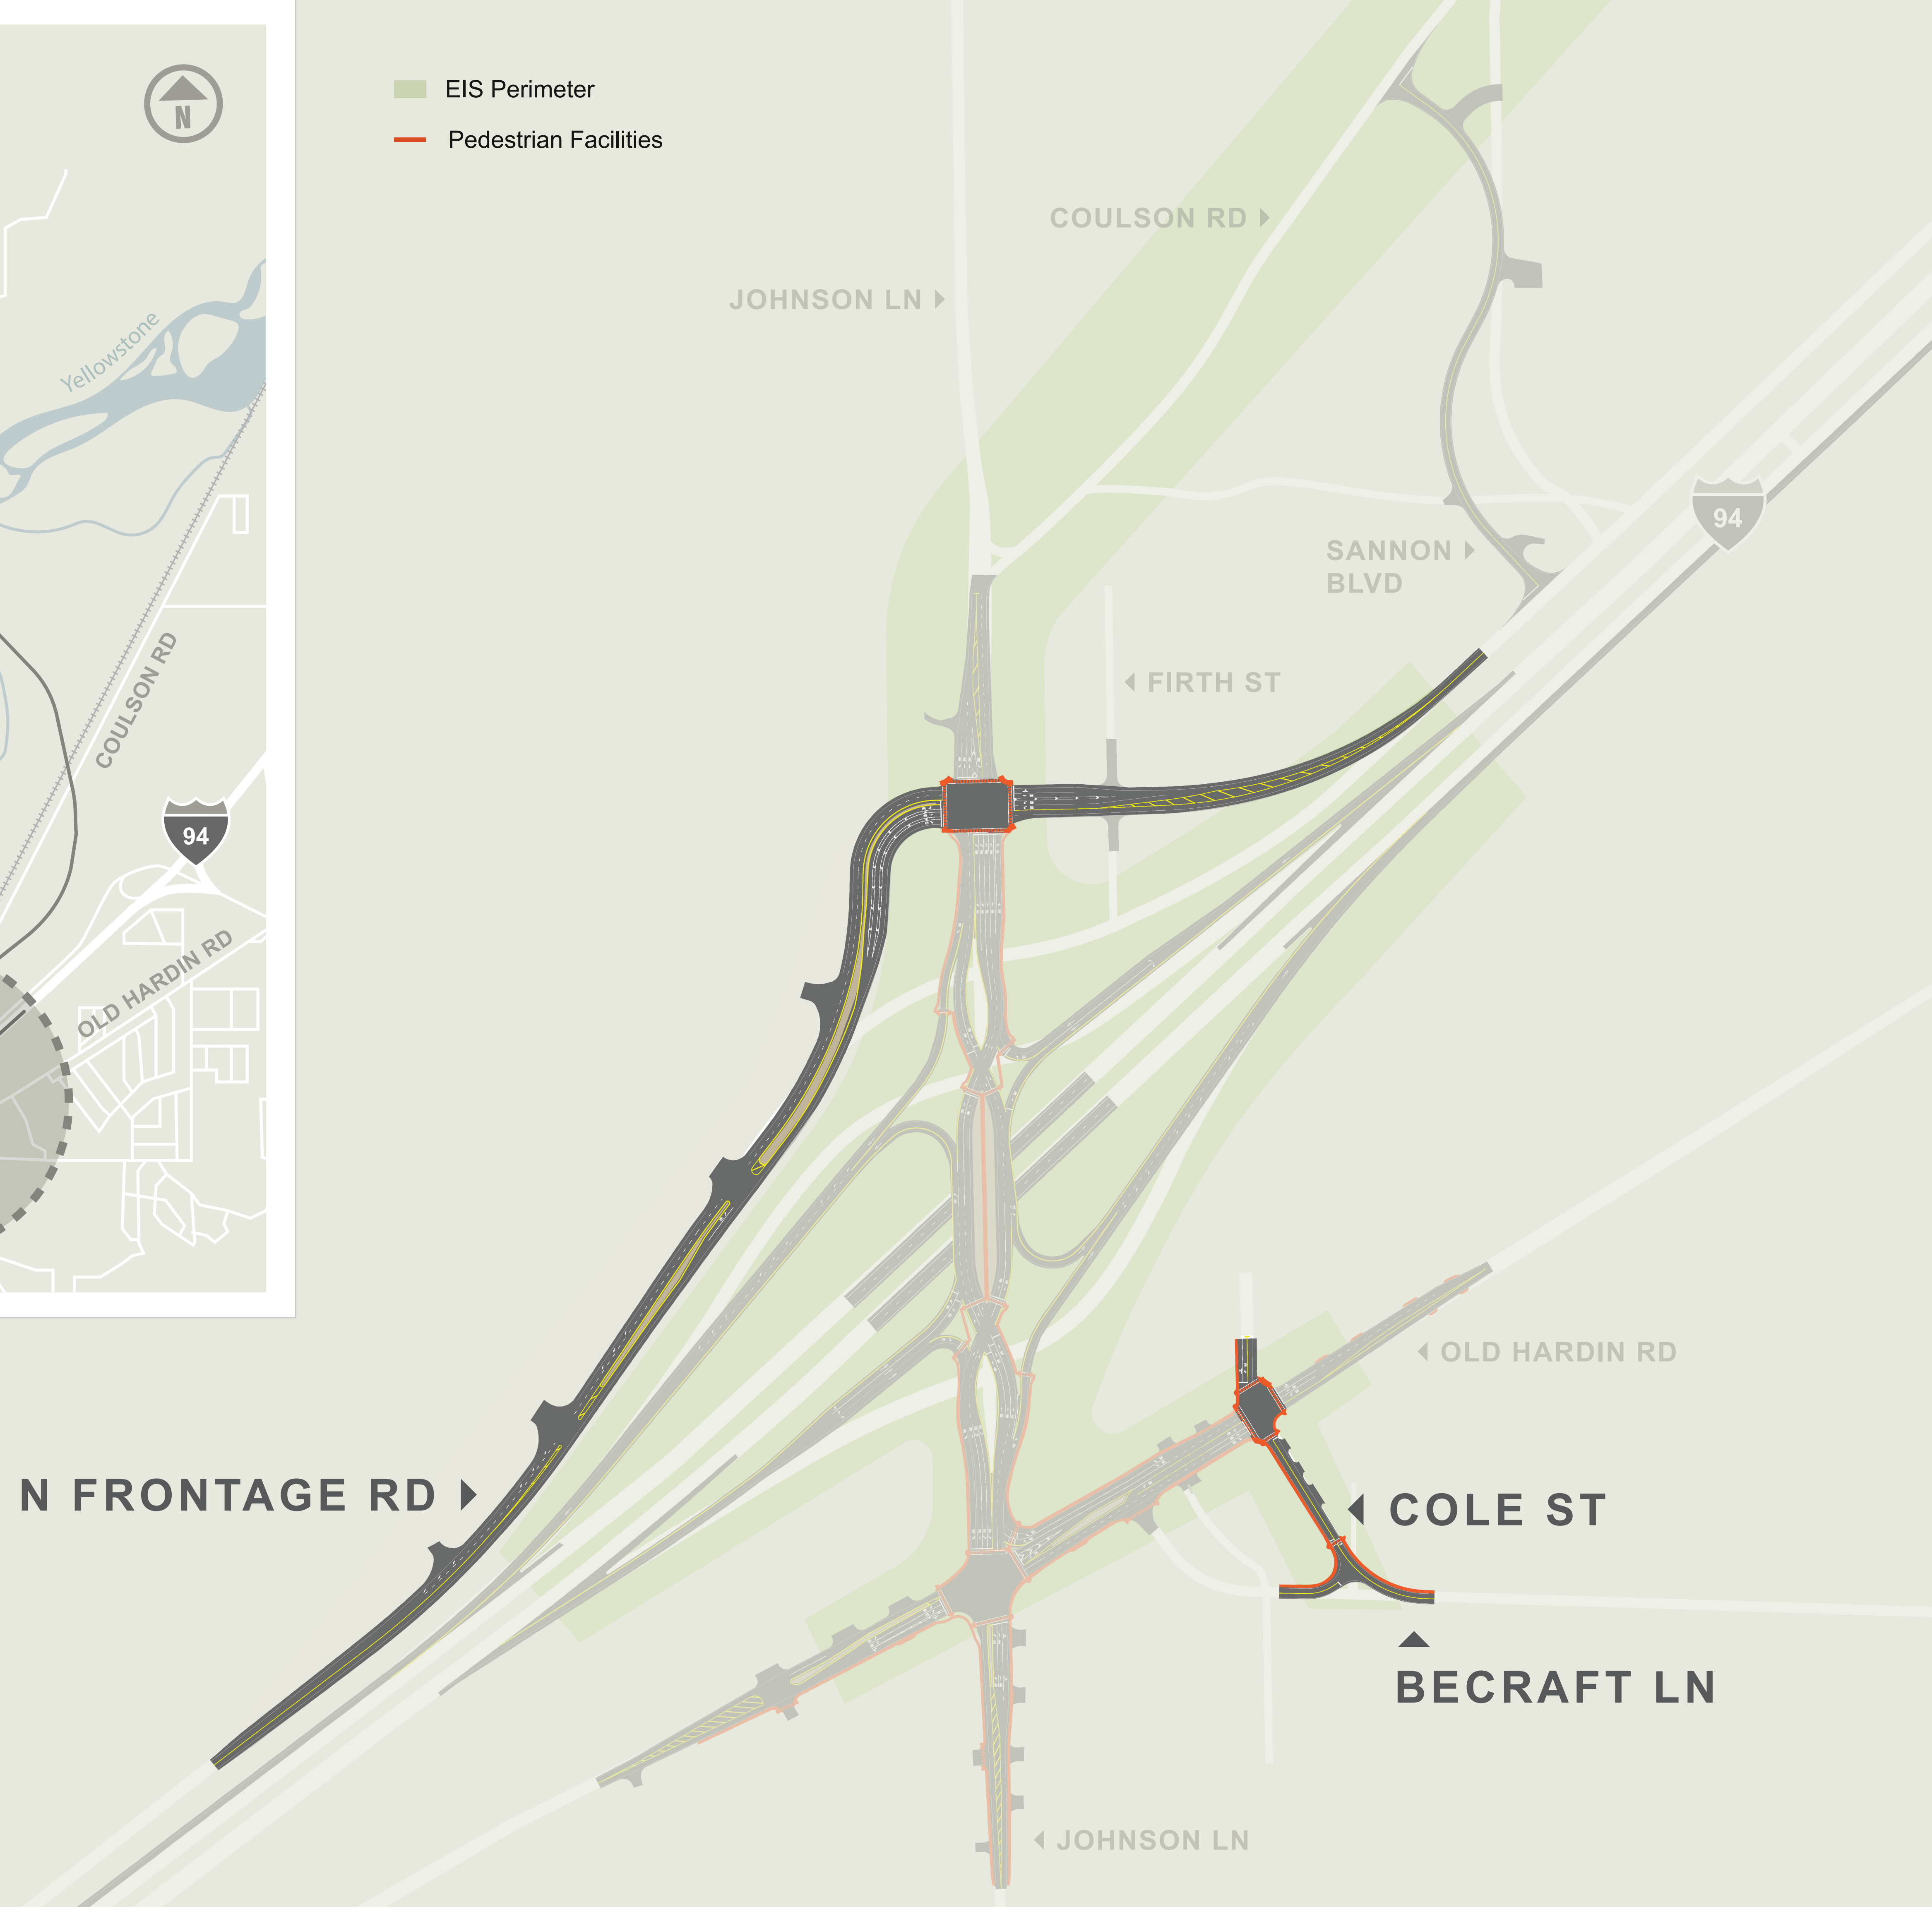 N
Yellowstone
COULSON RD
94
OLD HARDIN RD
EIS Perimeter
Pedestrian Facilities
COULSON RD
JOHNSON LN
94
SANNON
BLVD
FIRTH ST
OLD HARDIN RD
N FRONTAGE RD
COLE ST
BECRAFT LN
JOHNSON LN